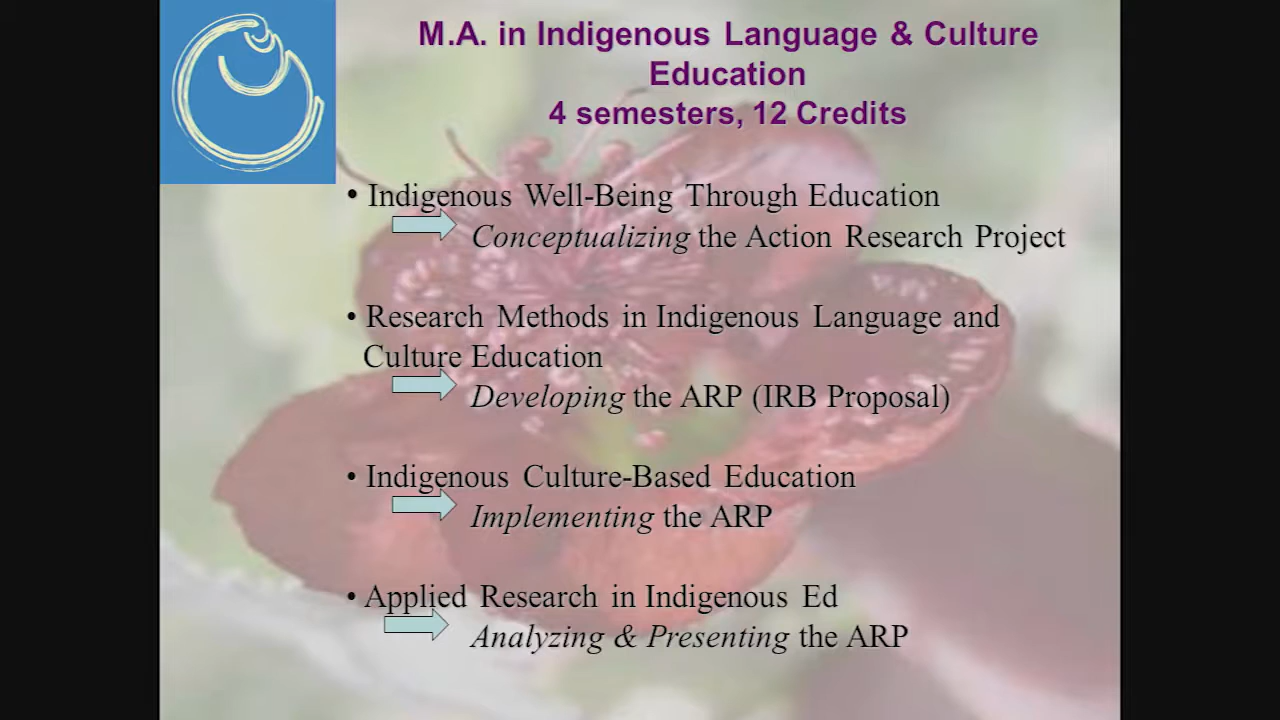 M.A. in Indigenous Language & Culture
Education
4 semesters, 12 Credits
• Indigenous Well-Being Through Education
Conceptualizing the Action Research Project
• Research Methods in Indigenous Language and
Culture Education
Developing the ARP (IRB Proposal)
• Indigenous Culture-Based Education
Implementing the ARP
• Applied Research in Indigenous Ed
Analyzing & Presenting the ARP